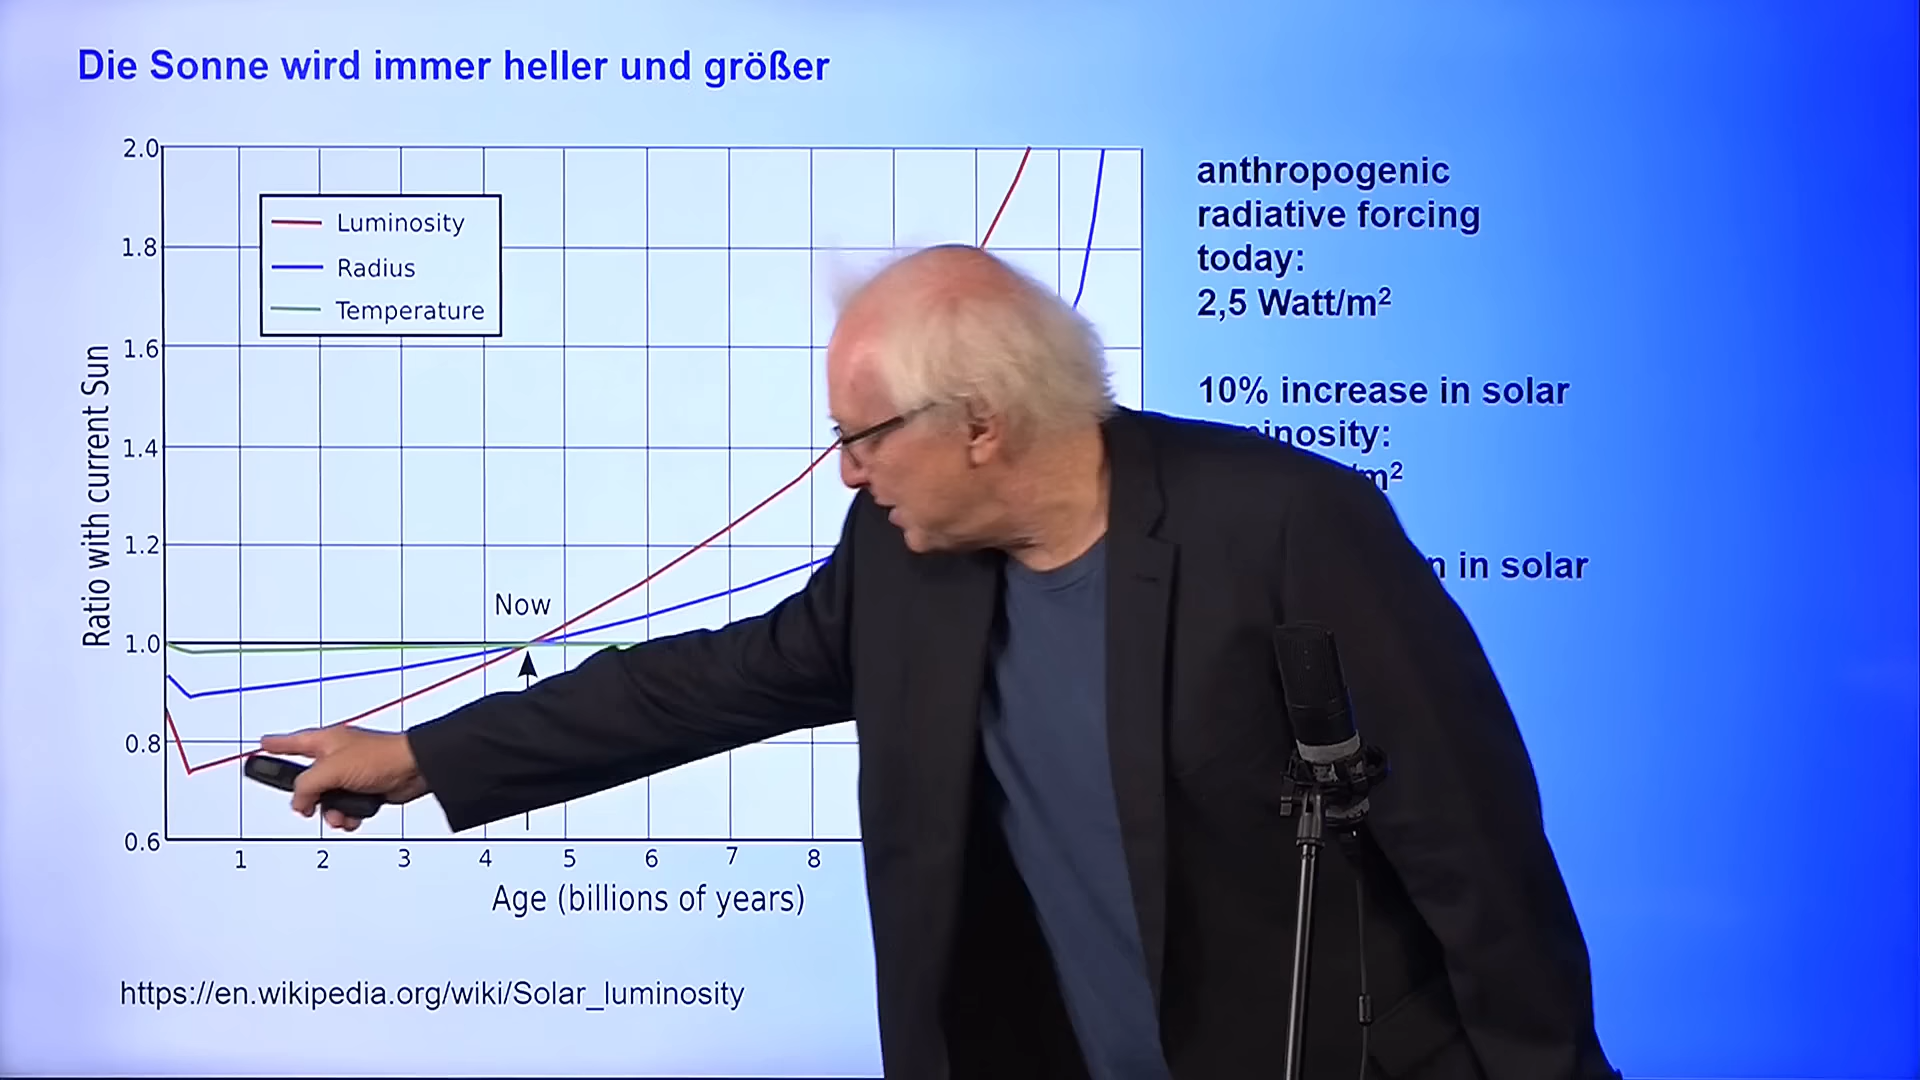 Die Sonne wird immer heller und größer
2.0
1.8
1.6
1.4
1.2
1.0
0.8
0.6
Ratio with current Sun
Luminosity
Radius
Temperature
Now
1 2 3 4 5 6 7 8
Age (billions of years)
https://en.wikipedia.org/wiki/Solar_luminosity
anthropogenic
radiative forcing
today:
2,5 Watt/m²
10% increase in solar
in solar